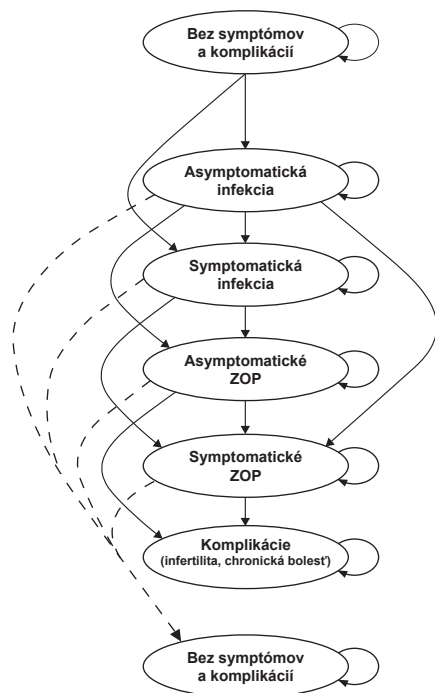 Bez symptómov
a komplikácií
Asymptomatická
infekcia
Symptomatická
infekcia
Asymptomatické
ZOP
Symptomatické
ZOP
Komplikácie
(infertilita, chronická bolesť)
Bez symptómov
a komplikácií